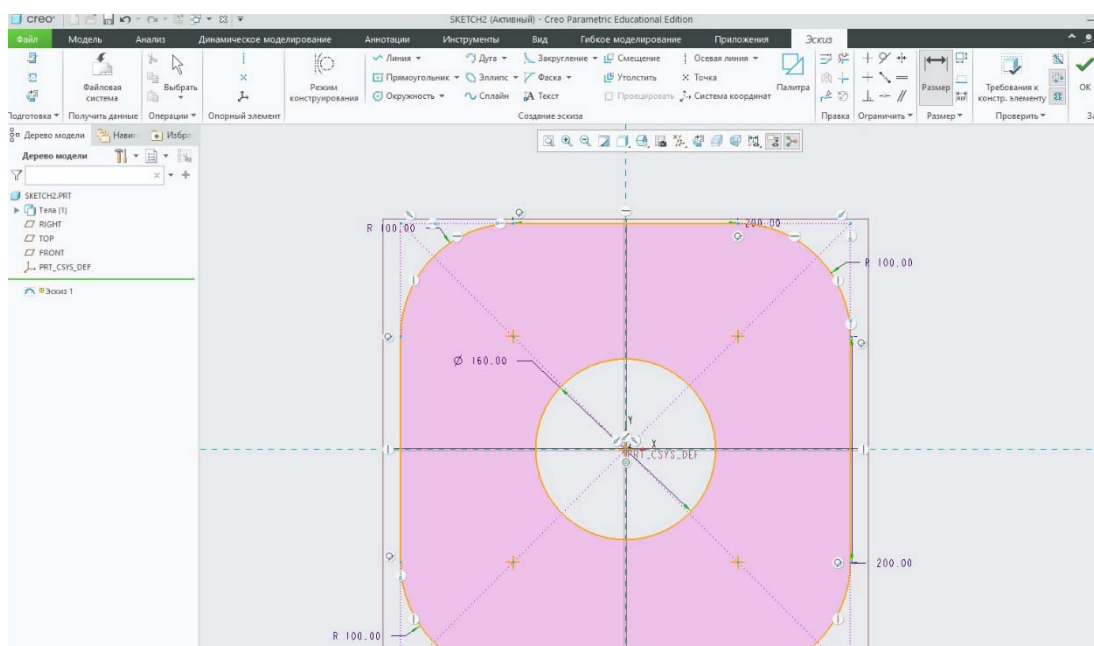 creo
SKETCH2 (Активный) - Creo Parametric Educational Edition
Файл Модель Анализ Динамическое моделирование Аннотации Инструменты Вид Гибкое моделирование Приложения Эскиз
Файловая система
Выбрать
Режим конструирования
Линия Дуга Закругление Смещение Осевая линия
Прямоугольник Эллипс Фаска Утолстить Точка
Окружность Сплайн Текст Проецировать Система координат
Палитра
Размер
Требования к констр. элементу
OK
Подготовка Получить данные Операции Опорный элемент Создание эскиза Правка Ограничить Размер Проверить
Дерево модели Навиг Избра
Дерево модели
SKETCH2.PRT
Тела (1)
RIGHT
TOP
FRONT
PRT_CSYS_DEF
Эскиз 1
R 100.00
200.00
R 100.00
Ø 160.00
Y
X
PRT_CSYS_DEF
200.00
R 100.00